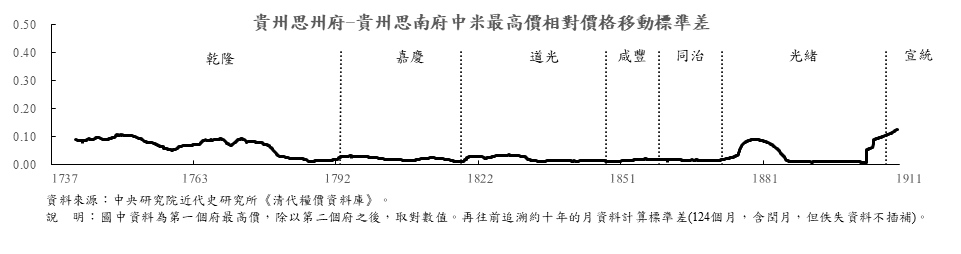 貴州思州府-貴州思南府中米最高價相對價格移動標準差
0.50
0.40
0.30
0.20
0.10
0.00
乾隆 嘉慶 道光 咸豐 同治 光緒 宣統
1737 1763 1792 1822 1851 1881 1911
資料來源：中央研究院近代史研究所《清代糧價資料庫》。
說　明：圖中資料為第一個府最高價，除以第二個府之後，取對數值。再往前追溯約十年的月資料計算標準差(124個月，含閏月，但佚失資料不插補)。